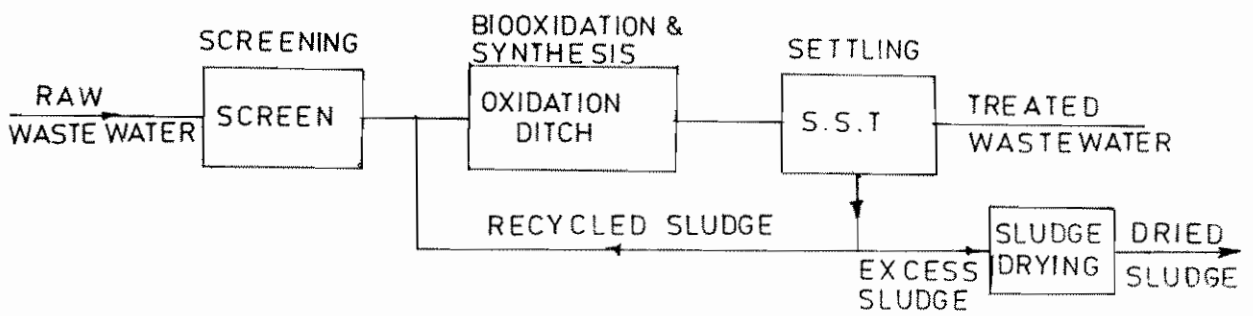 SCREENING
BIOOXIDATION &
SYNTHESIS
SETTLING
RAW
WASTE WATER
SCREEN
OXIDATION
DITCH
S.S.T
TREATED
WASTEWATER
RECYCLED SLUDGE
EXCESS
SLUDGE
SLUDGE
DRYING
DRIED
SLUDGE